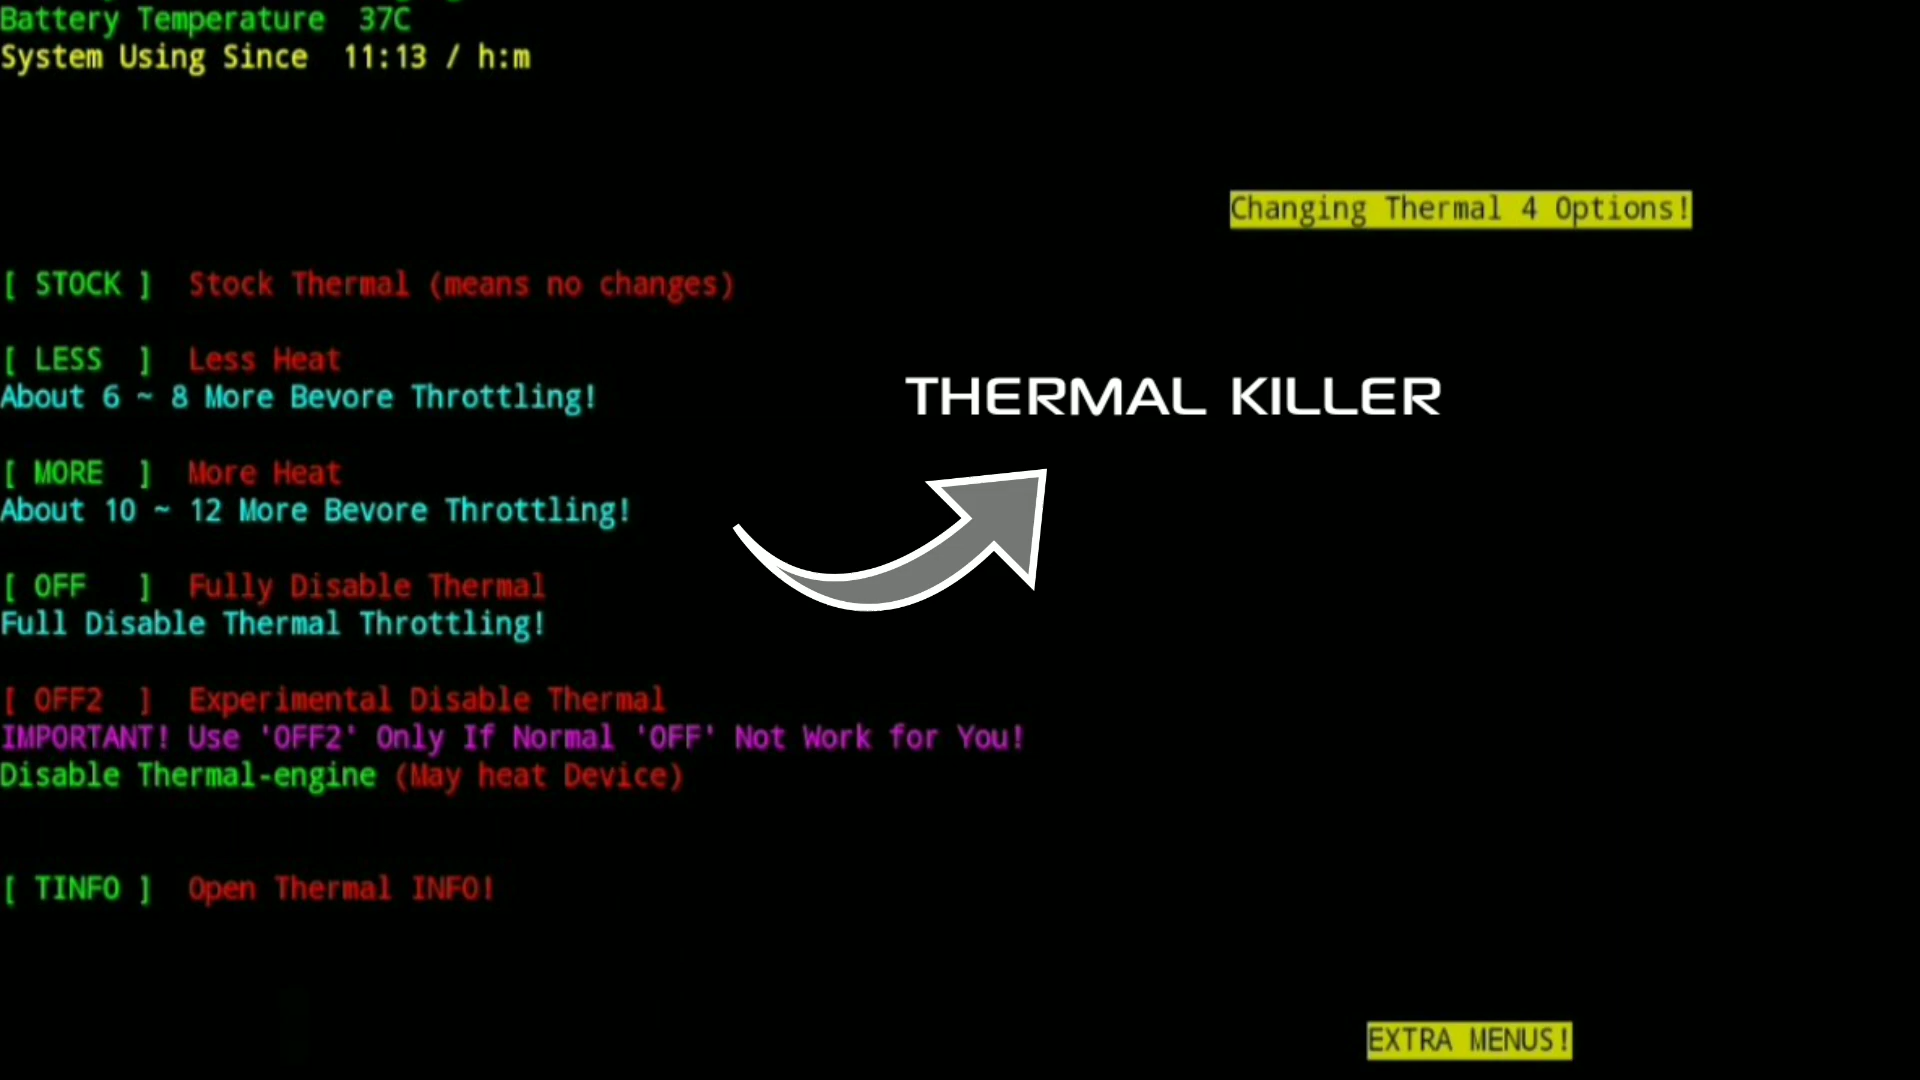 Battery Temperature 37C
System Using Since 11:13 / h:m
Changing Thermal 4 Options!
[ STOCK ] Stock Thermal (means no changes)
[ LESS ] Less Heat
About 6 ~ 8 More Bevore Throttling!
THERMAL KILLER
[ MORE ] More Heat
About 10 ~ 12 More Bevore Throttling!
[ OFF ] Fully Disable Thermal
Full Disable Thermal Throttling!
[ OFF2 ] Experimental Disable Thermal
IMPORTANT! Use 'OFF2' Only If Normal 'OFF' Not Work for You!
Disable Thermal-engine (May heat Device)
[ TINFO ] Open Thermal INFO!
EXTRA MENUS!